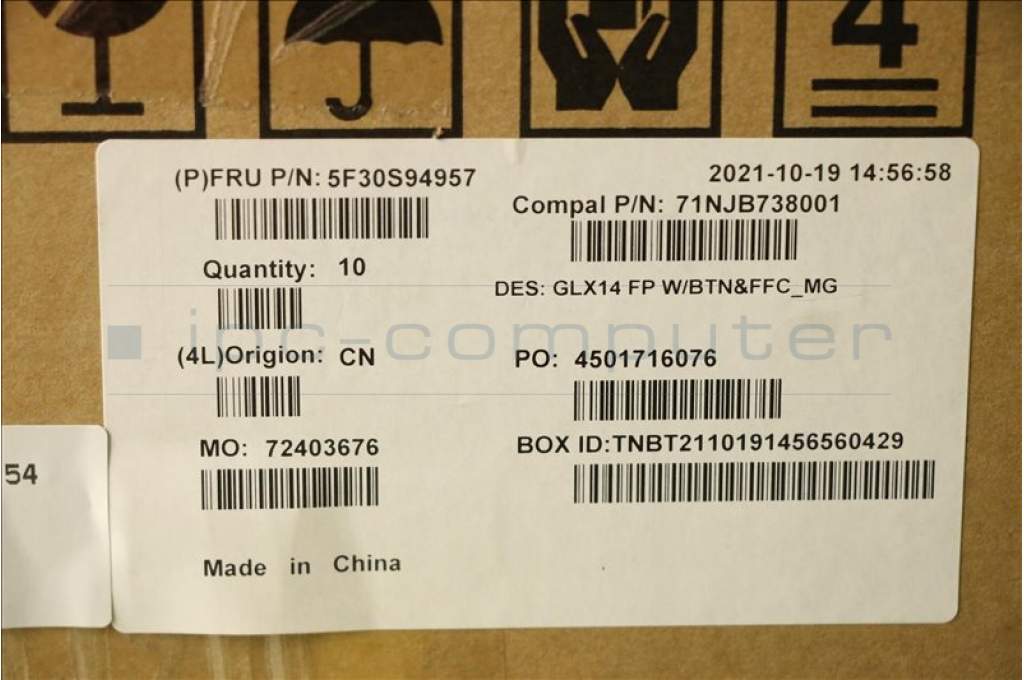 4
(P)FRU P/N: 5F30S94957
2021-10-19 14:56:58
Compal P/N: 71NJB738001
Quantity: 10
DES: GLX14 FP W/BTN&FFC_MG
ipc-computer
(4L)Origion: CN
PO: 4501716076
MO: 72403676
BOX ID:TNBT2110191456560429
54
Made in China